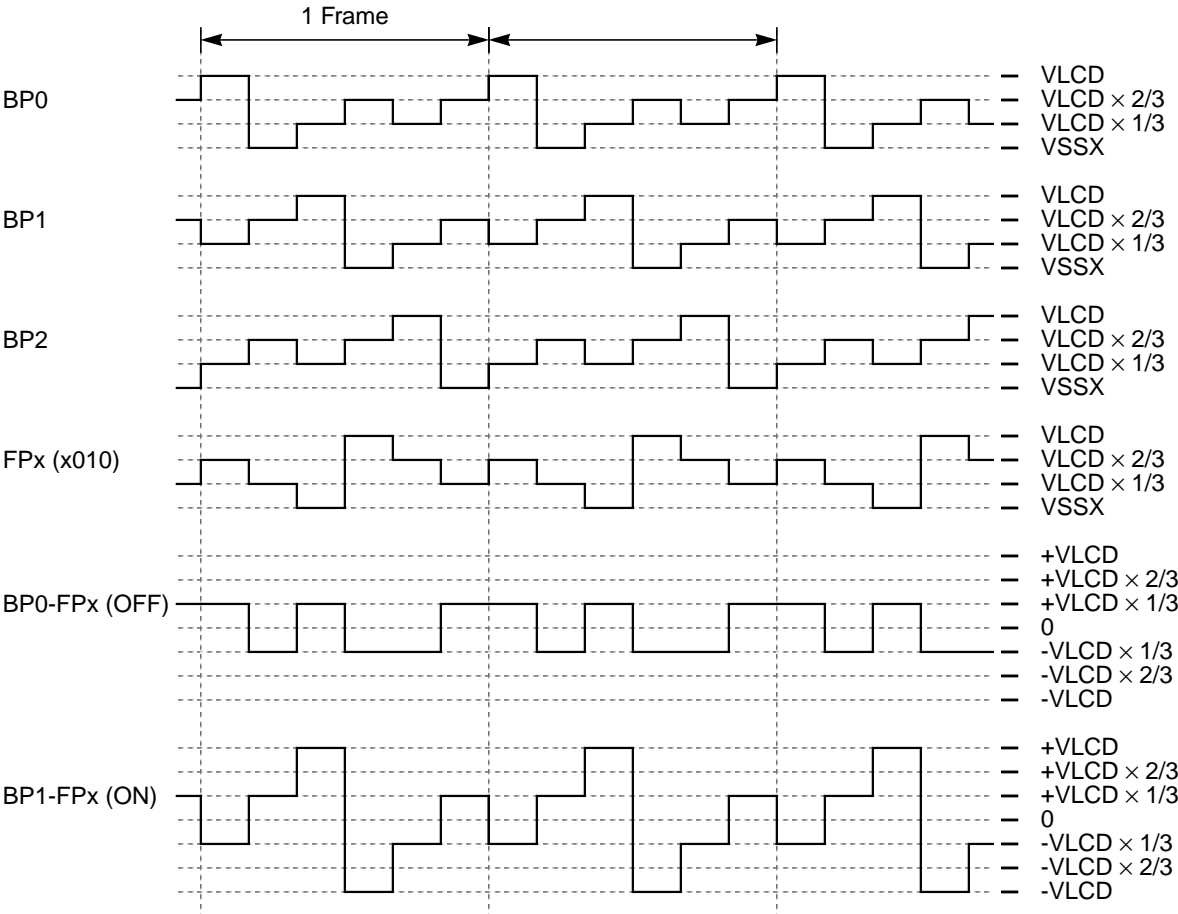 1 Frame
BP0
VLCD
VLCD × 2/3
VLCD × 1/3
VSSX
BP1
VLCD
VLCD × 2/3
VLCD × 1/3
VSSX
BP2
VLCD
VLCD × 2/3
VLCD × 1/3
VSSX
FPx (x010)
VLCD
VLCD × 2/3
VLCD × 1/3
VSSX
BP0-FPx (OFF)
+VLCD
+VLCD × 2/3
+VLCD × 1/3
0
-VLCD × 1/3
-VLCD × 2/3
-VLCD
BP1-FPx (ON)
+VLCD
+VLCD × 2/3
+VLCD × 1/3
0
-VLCD × 1/3
-VLCD × 2/3
-VLCD